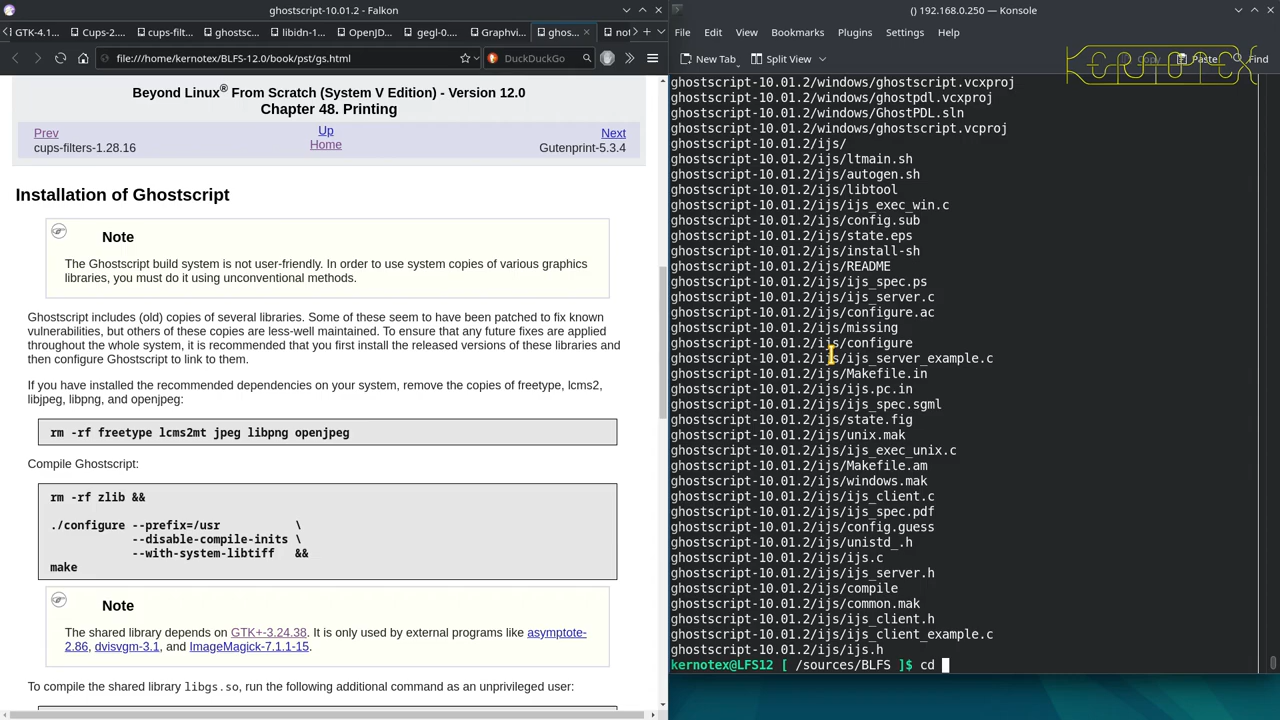 ghostscript-10.01.2 - Falkon
GTK-4.1...
Cups-2....
cups-filt...
ghostsc...
libidn-1...
OpenJD...
gegl-0.0...
Graphvi...
ghos...
not
file:///home/kernotex/BLFS-12.0/book/pst/gs.html
DuckDuckGo
Beyond Linux® From Scratch (System V Edition) - Version 12.0
Chapter 48. Printing
Prev
Up
Next
cups-filters-1.28.16
Home
Gutenprint-5.3.4
Installation of Ghostscript
Note
The Ghostscript build system is not user-friendly. In order to use system copies of various graphics
libraries, you must do it using unconventional methods.
Ghostscript includes (old) copies of several libraries. Some of these seem to have been patched to fix known
vulnerabilities, but others of these copies are less-well maintained. To ensure that any future fixes are applied
throughout the whole system, it is recommended that you first install the released versions of these libraries and
then configure Ghostscript to link to them.
If you have installed the recommended dependencies on your system, remove the copies of freetype, lcms2,
libjpeg, libpng, and openjpeg:
rm -rf freetype lcms2mt jpeg libpng openjpeg
Compile Ghostscript:
rm -rf zlib &&
./configure --prefix=/usr \
--disable-compile-inits \
--with-system-libtiff &&
make
Note
The shared library depends on GTK+-3.24.38. It is only used by external programs like asymptote-
2.86, dvisvgm-3.1, and ImageMagick-7.1.1-15.
To compile the shared library libgs.so, run the following additional command as an unprivileged user:
() 192.168.0.250 — Konsole
File Edit View Bookmarks Plugins Settings Help
New Tab
Split View
Copy
Paste
Find
KERNOTEX
ghostscript-10.01.2/windows/ghostscript.vcxproj
ghostscript-10.01.2/windows/ghostpdl.vcxproj
ghostscript-10.01.2/windows/GhostPDL.sln
ghostscript-10.01.2/windows/ghostscript.vcproj
ghostscript-10.01.2/ijs/
ghostscript-10.01.2/ijs/ltmain.sh
ghostscript-10.01.2/ijs/autogen.sh
ghostscript-10.01.2/ijs/libtool
ghostscript-10.01.2/ijs/ijs_exec_win.c
ghostscript-10.01.2/ijs/config.sub
ghostscript-10.01.2/ijs/state.eps
ghostscript-10.01.2/ijs/install-sh
ghostscript-10.01.2/ijs/README
ghostscript-10.01.2/ijs/ijs_spec.ps
ghostscript-10.01.2/ijs/ijs_server.c
ghostscript-10.01.2/ijs/configure.ac
ghostscript-10.01.2/ijs/missing
ghostscript-10.01.2/ijs/configure
ghostscript-10.01.2/ijs/ijs_server_example.c
ghostscript-10.01.2/ijs/Makefile.in
ghostscript-10.01.2/ijs/ijs.pc.in
ghostscript-10.01.2/ijs/ijs_spec.sgml
ghostscript-10.01.2/ijs/state.fig
ghostscript-10.01.2/ijs/unix.mak
ghostscript-10.01.2/ijs/ijs_exec_unix.c
ghostscript-10.01.2/ijs/Makefile.am
ghostscript-10.01.2/ijs/windows.mak
ghostscript-10.01.2/ijs/ijs_client.c
ghostscript-10.01.2/ijs/ijs_spec.pdf
ghostscript-10.01.2/ijs/config.guess
ghostscript-10.01.2/ijs/unistd_.h
ghostscript-10.01.2/ijs/ijs.c
ghostscript-10.01.2/ijs/ijs_server.h
ghostscript-10.01.2/ijs/compile
ghostscript-10.01.2/ijs/common.mak
ghostscript-10.01.2/ijs/ijs_client.h
ghostscript-10.01.2/ijs/ijs_client_example.c
ghostscript-10.01.2/ijs/ijs.h
kernotex@LFS12 [ /sources/BLFS ]$ cd